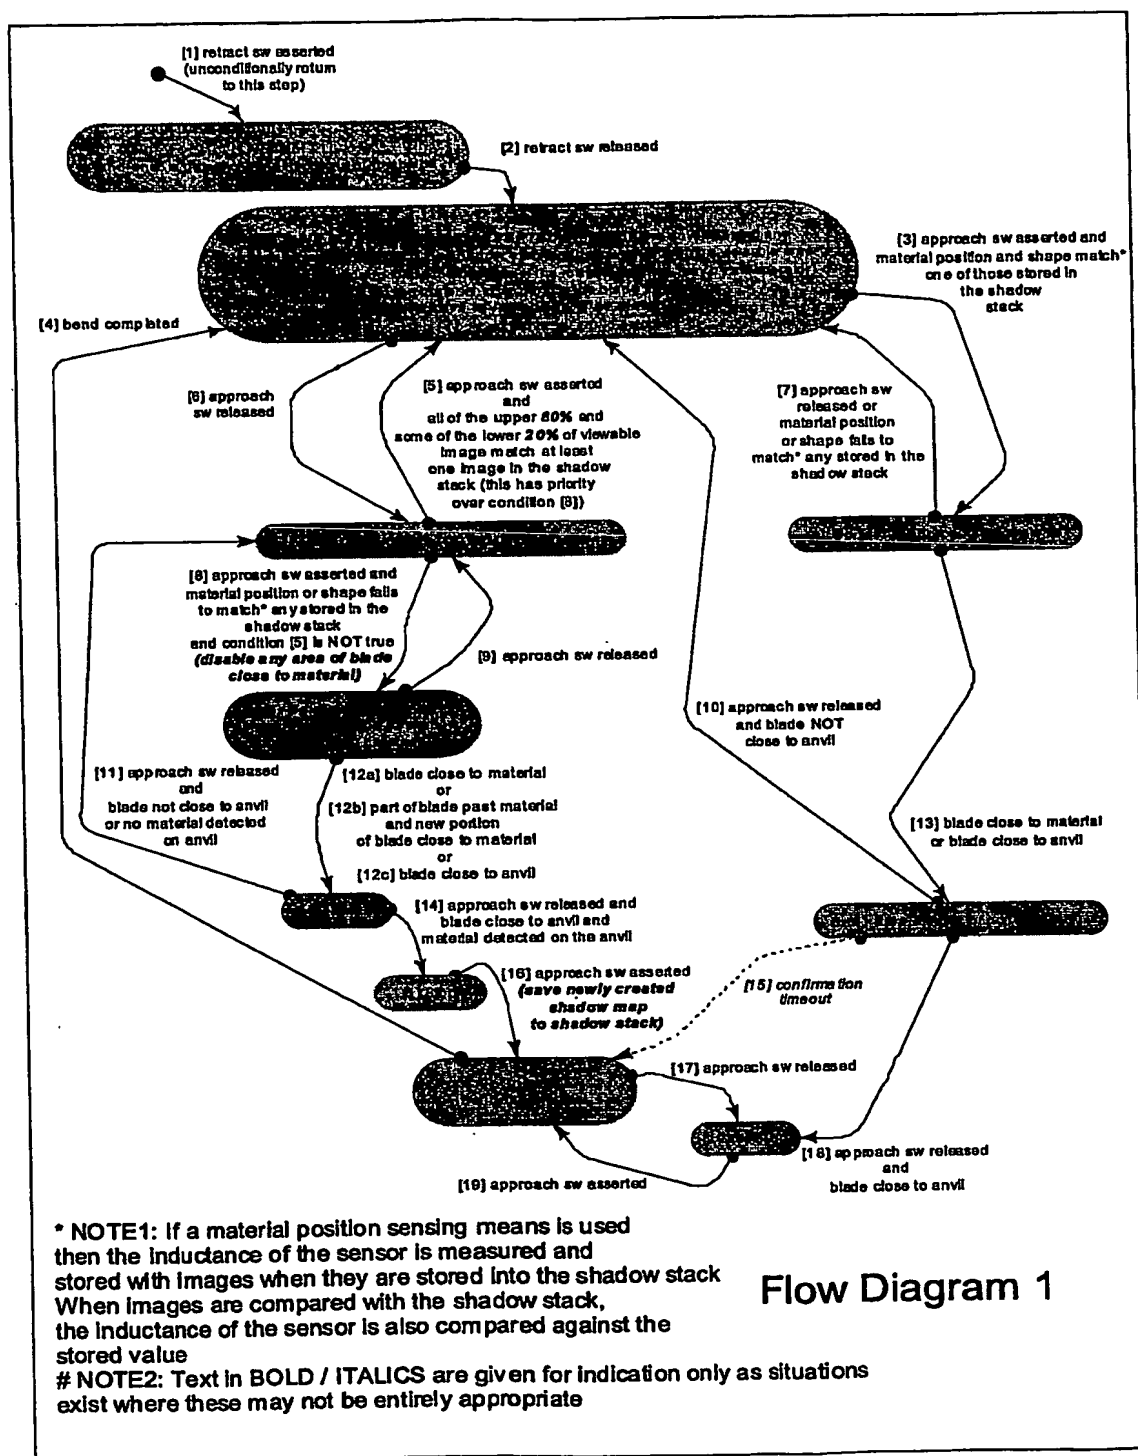 [1] retract sw asserted
(unconditionally return
to this step)
[2] retract sw released
[3] approach sw asserted and
material position and shape match*
one of those stored in
the shadow
stack
[4] bend completed
[6] approach
sw released
[5] approach sw asserted
and
all of the upper 80% and
some of the lower 20% of viewable
image match at least
one image in the shadow
stack (this has priority
over condition [8])
[7] approach sw
released or
material position
or shape fails to
match* any stored in the
shadow stack
[8] approach sw asserted and
material position or shape fails
to match* any stored in the
shadow stack
and condition [5] is NOT true
(disable any area of blade
close to material)
[9] approach sw released
[10] approach sw released
and blade NOT
close to anvil
[11] approach sw released
and
blade not close to anvil
or no material detected
on anvil
[12a] blade close to material
or
[12b] part of blade past material
and new portion
of blade close to material
or
[12c] blade close to anvil
[13] blade close to material
or blade close to anvil
[14] approach sw released and
blade close to anvil and
material detected on the anvil
[16] approach sw asserted
(save newly created
shadow map
to shadow stack)
[15] confirmation
timeout
[17] approach sw released
[18] approach sw released
and
blade close to anvil
[19] approach sw asserted
* NOTE1: If a material position sensing means is used
then the inductance of the sensor is measured and
stored with images when they are stored into the shadow stack
When images are compared with the shadow stack,
the inductance of the sensor is also compared against the
stored value
# NOTE2: Text in BOLD / ITALICS are given for indication only as situations
exist where these may not be entirely appropriate
Flow Diagram 1